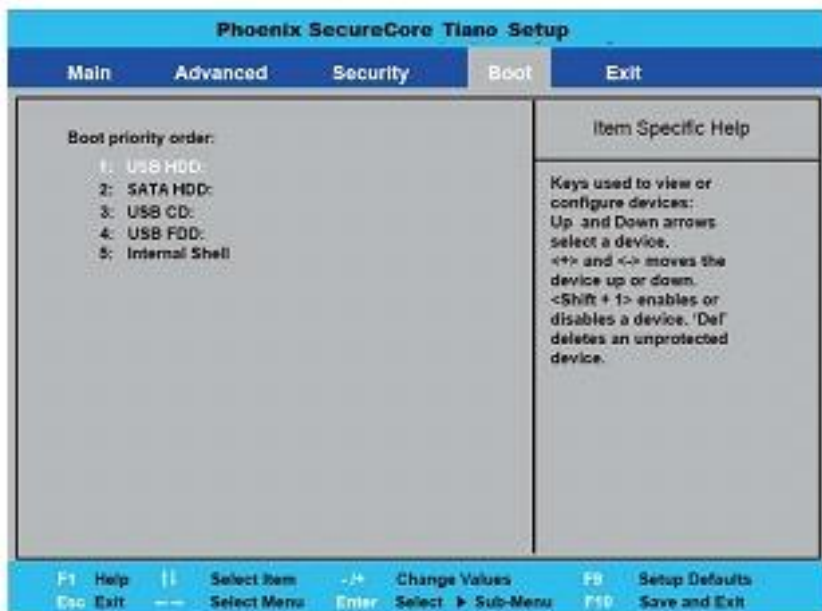 Phoenix SecureCore Tiano Setup
Main Advanced Security Boot Exit
Boot priority order:
1: USB HDD:
2: SATA HDD:
3: USB CD:
4: USB FDD:
5: Internal Shell
Item Specific Help
Keys used to view or
configure devices:
Up and Down arrows
select a device.
<+> and <-> moves the
device up or down.
<Shift + 1> enables or
disables a device. 'Del'
deletes an unprotected
device.
F1 Help ↑↓ Select Item -/+ Change Values F9 Setup Defaults
Esc Exit ←→ Select Menu Enter Select ▶ Sub-Menu F10 Save and Exit